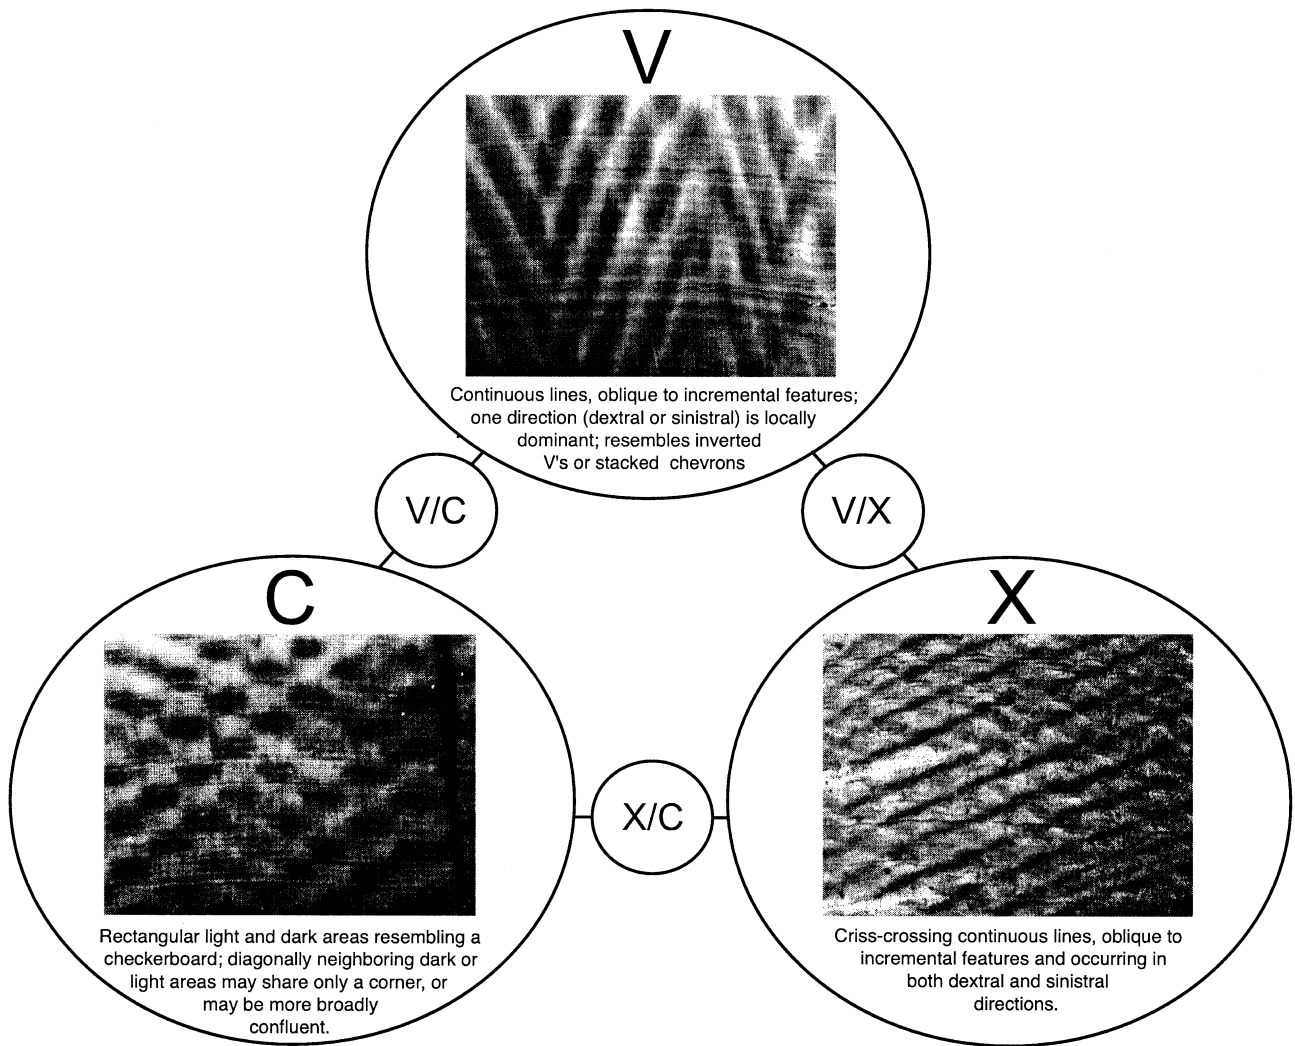 V
Continuous lines, oblique to incremental features;
one direction (dextral or sinistral) is locally
dominant; resembles inverted
V's or stacked chevrons
V/C
V/X
C
Rectangular light and dark areas resembling a
checkerboard; diagonally neighboring dark or
light areas may share only a corner, or
may be more broadly
confluent.
X/C
X
Criss-crossing continuous lines, oblique to
incremental features and occurring in
both dextral and sinistral
directions.